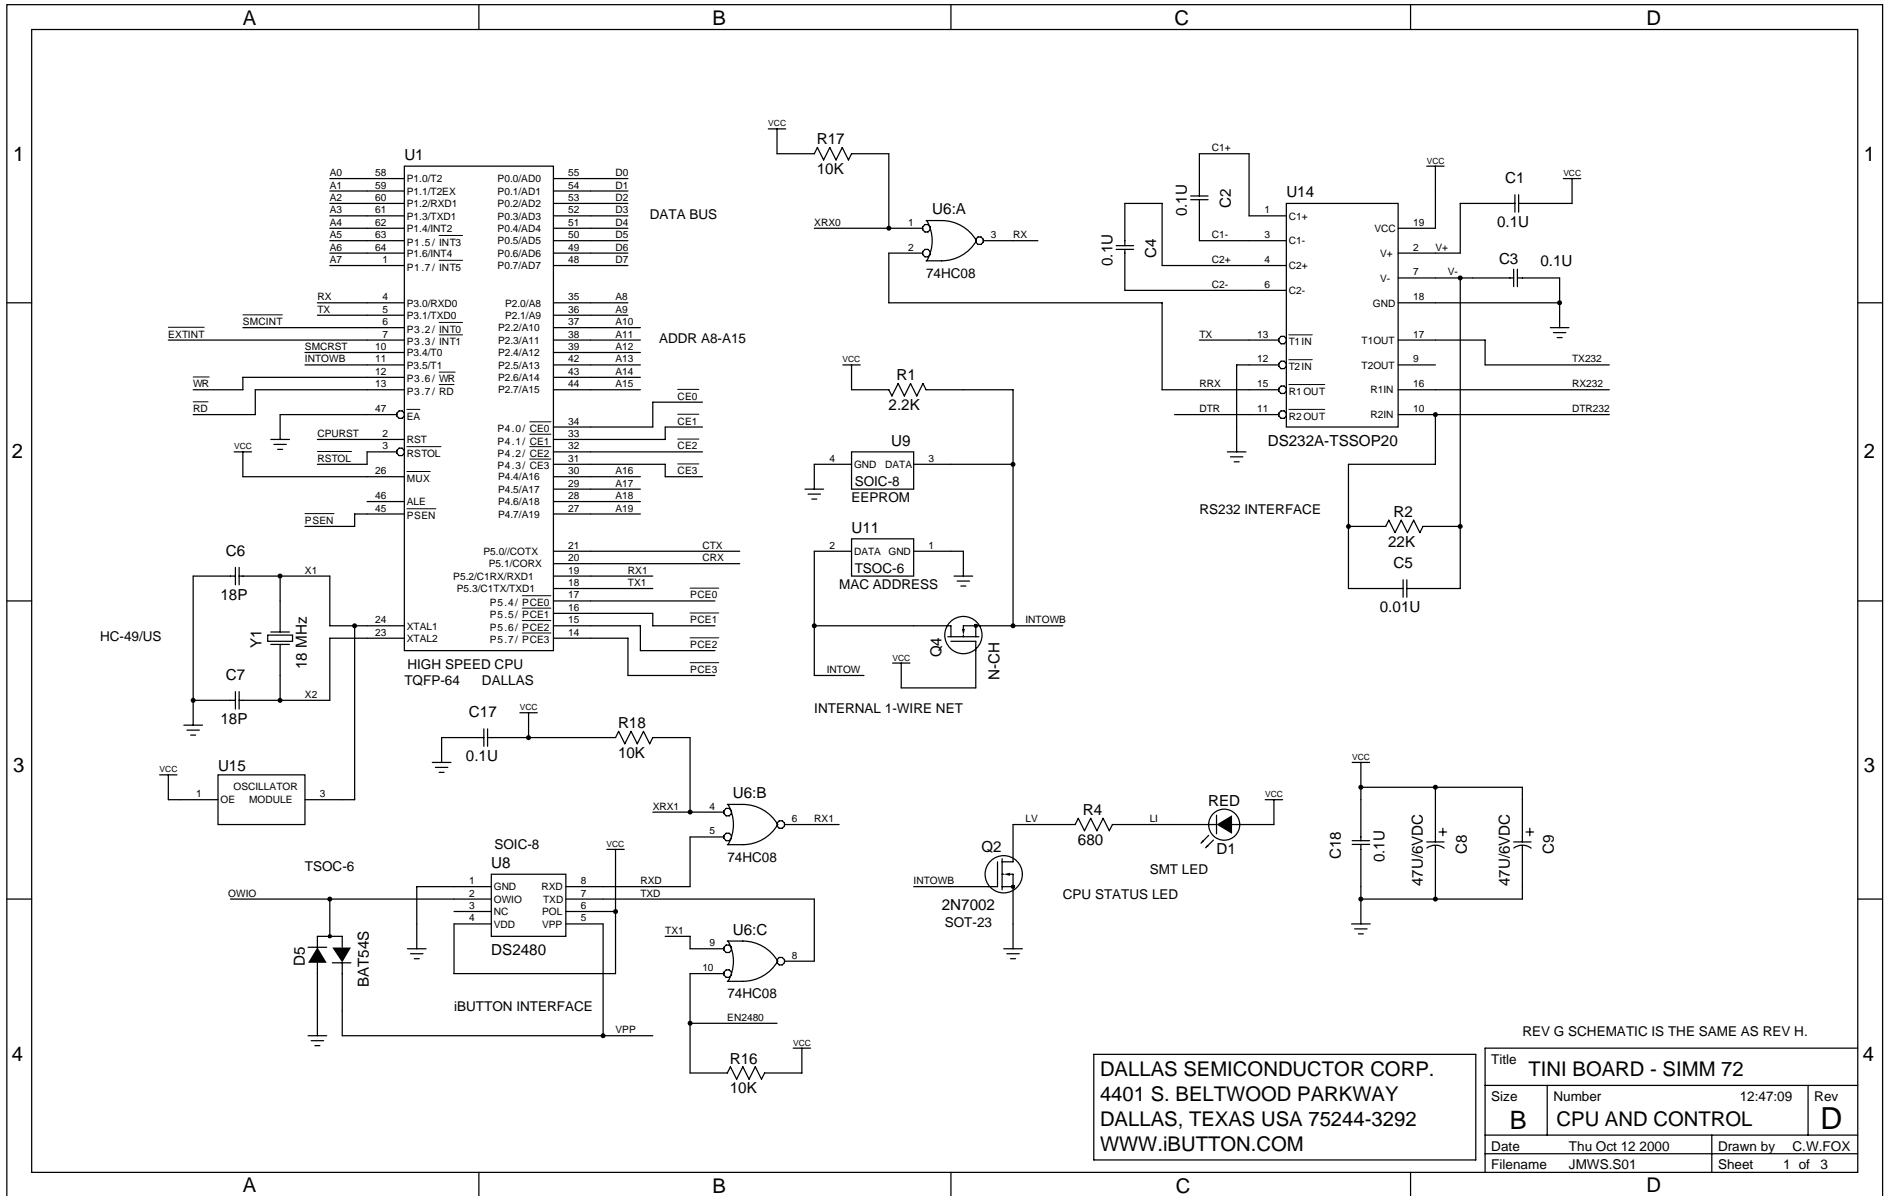 A B C D
1
2
3
4
1
2
3
4
U1
A0 58 P1.0/T2 P0.0/AD0 55 D0
A1 59 P1.1/T2EX P0.1/AD1 54 D1
A2 60 P1.2/RXD1 P0.2/AD2 53 D2
A3 61 P1.3/TXD1 P0.3/AD3 52 D3
A4 62 P1.4/INT2 P0.4/AD4 51 D4
A5 63 P1.5/ INT3 P0.5/AD5 50 D5
A6 64 P1.6/INT4 P0.6/AD6 49 D6
A7 1 P1.7/ INT5 P0.7/AD7 48 D7
DATA BUS
RX 4 P3.0/RXD0 P2.0/A8 35 A8
TX 5 P3.1/TXD0 P2.1/A9 36 A9
SMCINT 6 P3.2/ INT0 P2.2/A10 37 A10
EXTINT 7 P3.3/ INT1 P2.3/A11 38 A11
SMCRST 10 P3.4/T0 P2.4/A12 39 A12
INTOWB 11 P3.5/T1 P2.5/A13 42 A13
WR 12 P3.6/ WR P2.6/A14 43 A14
RD 13 P3.7/ RD P2.7/A15 44 A15
ADDR A8-A15
47 EA
CPURST 2 RST
RSTOL 3 RSTOL
VCC 26 MUX
46 ALE
PSEN 45 PSEN
P4.0/ CE0 34 CE0
P4.1/ CE1 33 CE1
P4.2/ CE2 32 CE2
P4.3/ CE3 31 CE3
P4.4/A16 30 A16
P4.5/A17 29 A17
P4.6/A18 28 A18
P4.7/A19 27 A19
P5.0//COTX 21 CTX
P5.1/CORX 20 CRX
P5.2/C1RX/RXD1 19 RX1
P5.3/C1TX/TXD1 18 TX1
P5.4/ PCE0 17 PCE0
P5.5/ PCE1 16 PCE1
P5.6/ PCE2 15 PCE2
P5.7/ PCE3 14 PCE3
24 XTAL1
23 XTAL2
HIGH SPEED CPU
TQFP-64 DALLAS
C6
18P
X1
HC-49/US
Y1
18 MHz
C7
18P
X2
VCC
U15
1 OE OSCILLATOR MODULE 3
VCC
R17
10K
XRX0 1
2
U6:A
3 RX
74HC08
VCC
R1
2.2K
U9
4 GND DATA 3
SOIC-8
EEPROM
U11
2 DATA GND 1
TSOC-6
MAC ADDRESS
INTOWB
Q4
N-CH
VCC
INTOW
INTERNAL 1-WIRE NET
C1+
0.1U
C2
C1-
0.1U
C4
C2+
C2-
U14
1 C1+
3 C1-
4 C2+
6 C2-
VCC 19
V+ 2 V+
V- 7 V-
GND 18
TX 13 T1IN T1OUT 17 TX232
12 T2IN T2OUT 9
RRX 15 R1OUT R1IN 16 RX232
DTR 11 R2OUT R2IN 10 DTR232
DS232A-TSSOP20
VCC
C1
0.1U
VCC
C3 0.1U
RS232 INTERFACE
R2
22K
C5
0.01U
C17
0.1U
VCC
R18
10K
XRX1 4
5
U6:B
6 RX1
74HC08
TSOC-6
OWIO
SOIC-8
U8
1 GND RXD 8 RXD
2 OWIO TXD 7 TXD
3 NC POL 6
4 VDD VPP 5
DS2480
VCC
D5
BAT54S
iBUTTON INTERFACE
VPP
TX1 9
10
U6:C
8
74HC08
EN2480
R16
10K
VCC
INTOWB
Q2
2N7002
SOT-23
LV
R4
680
LI
RED
D1
VCC
SMT LED
CPU STATUS LED
VCC
C18
0.1U
47U/6VDC
+
C8
47U/6VDC
+
C9
REV G SCHEMATIC IS THE SAME AS REV H.
DALLAS SEMICONDUCTOR CORP.
4401 S. BELTWOOD PARKWAY
DALLAS, TEXAS USA 75244-3292
WWW.iBUTTON.COM
Title TINI BOARD - SIMM 72
Size Number 12:47:09 Rev
B CPU AND CONTROL D
Date Thu Oct 12 2000 Drawn by C.W.FOX
Filename JMWS.S01 Sheet 1 of 3
A B C D